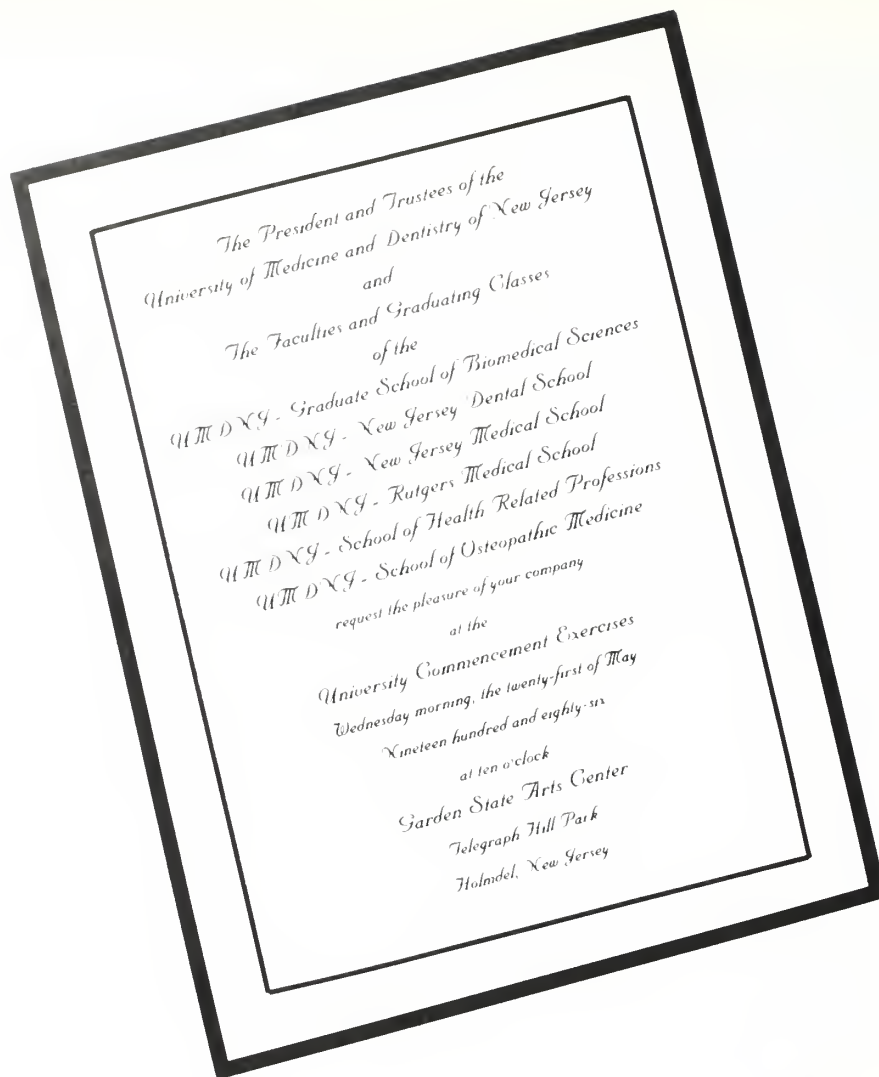 The President and Trustees of the
University of Medicine and Dentistry of New Jersey
and
The Faculties and Graduating Classes
of the
UMDNJ - Graduate School of Biomedical Sciences
UMDNJ - New Jersey Dental School
UMDNJ - New Jersey Medical School
UMDNJ - Rutgers Medical School
UMDNJ - School of Health Related Professions
UMDNJ - School of Osteopathic Medicine
request the pleasure of your company
at the
University Commencement Exercises
Wednesday morning, the twenty-first of May
Nineteen hundred and eighty-six
at ten o'clock
Garden State Arts Center
Telegraph Hill Park
Holmdel, New Jersey